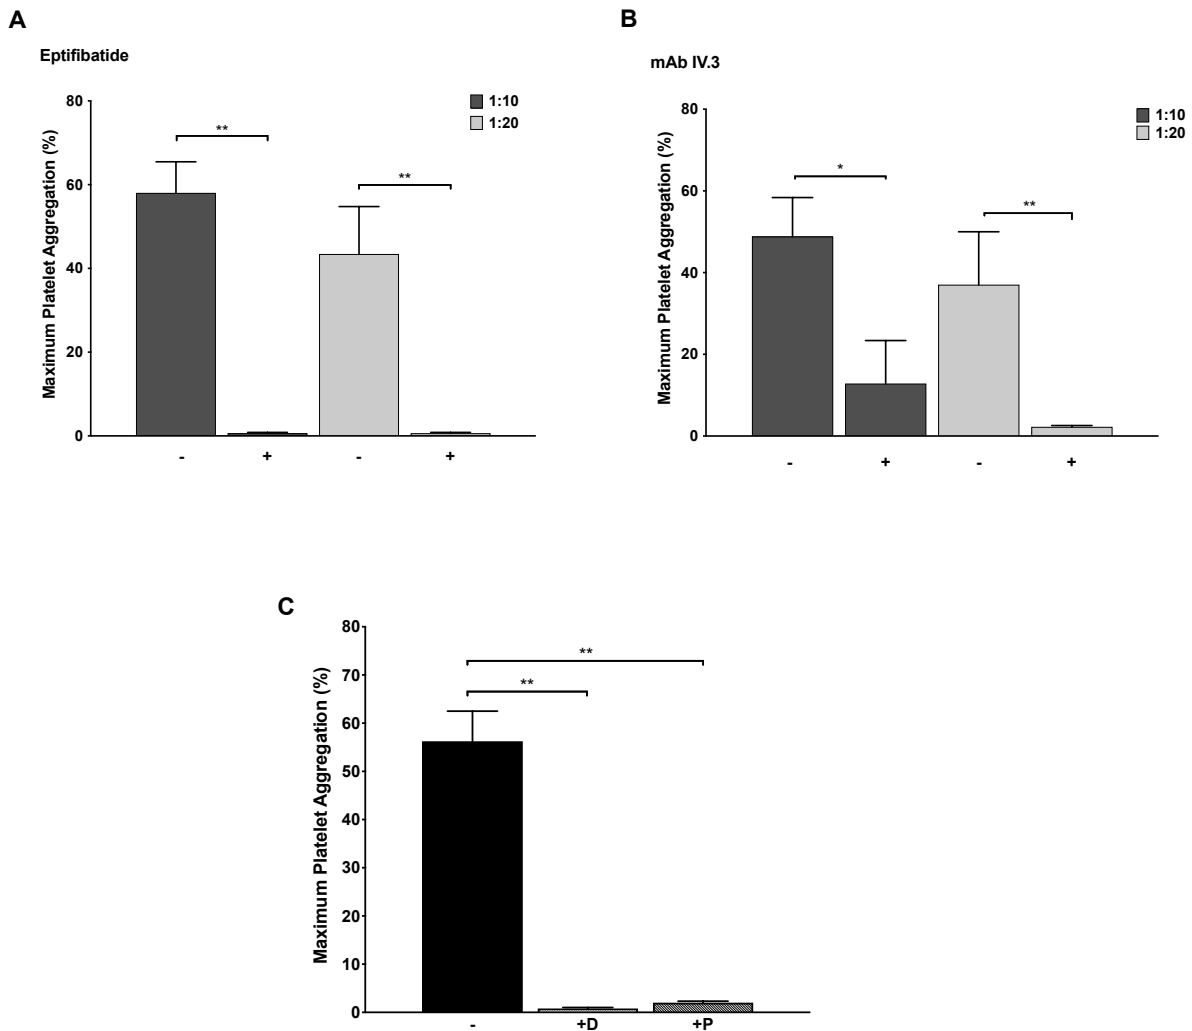 A
Eptifibatide
Maximum Platelet Aggregation (%)
80
60
40
20
0
1:10
1:20
**
**
- + - +
B
mAb IV.3
Maximum Platelet Aggregation (%)
80
60
40
20
0
1:10
1:20
*
**
- + - +
C
Maximum Platelet Aggregation (%)
80
70
60
50
40
30
20
10
0
**
**
- +D +P